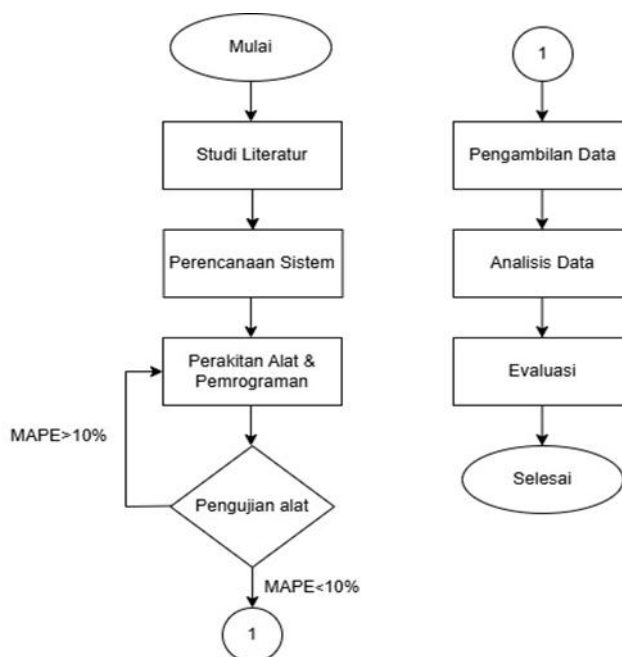 Mulai
Studi Literatur
Perencanaan Sistem
Perakitan Alat &
Pemrograman
MAPE>10%
Pengujian alat
MAPE<10%
1
1
Pengambilan Data
Analisis Data
Evaluasi
Selesai